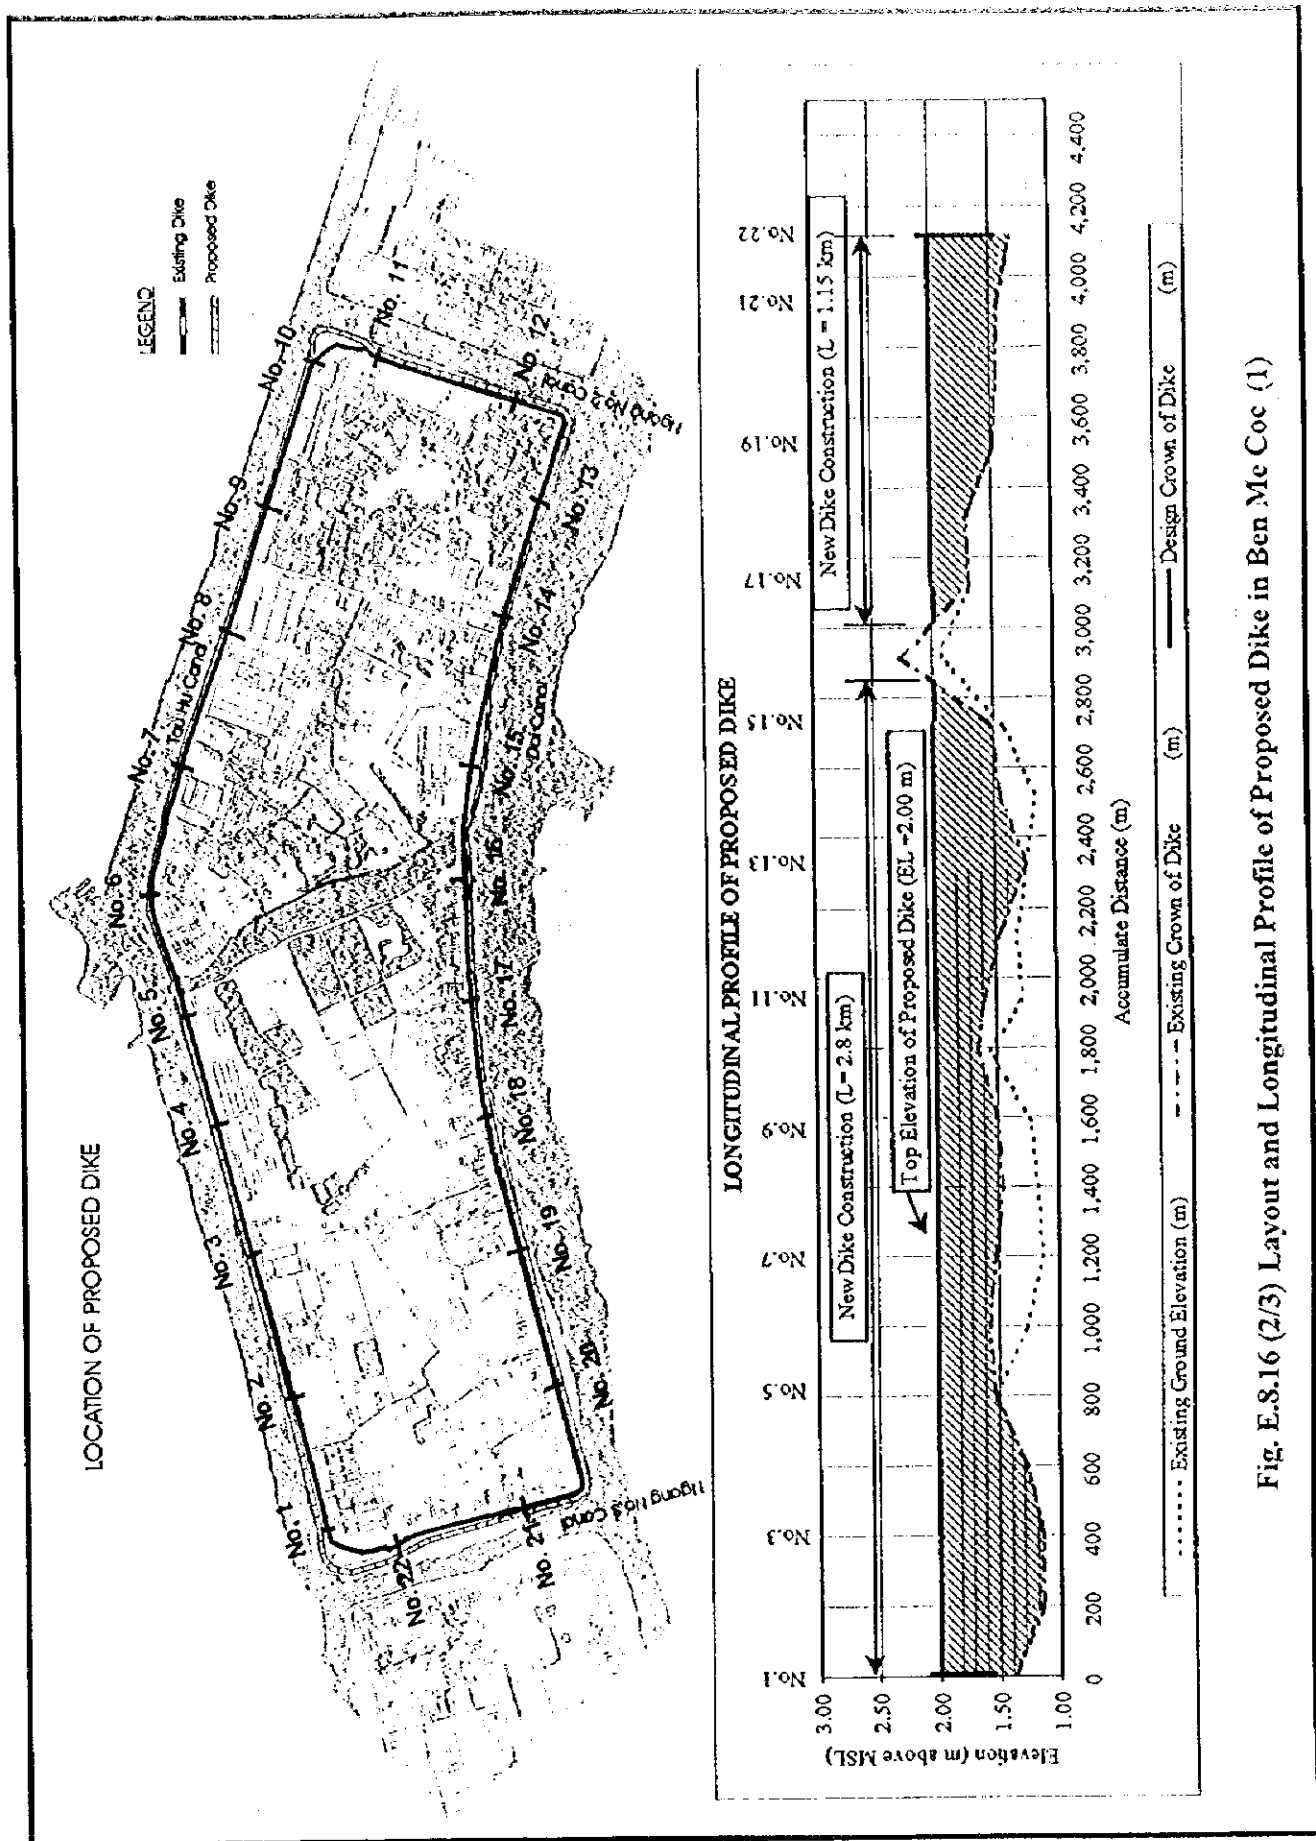 LOCATION OF PROPOSED DIKE
LEGEND
Existing Dike
Proposed Dike
No. 1
No. 2
No. 3
No. 4
No. 5
No. 6
No. 7
No. 8
No. 9
No. 10
No. 11
No. 12
No. 13
No. 14
No. 15
No. 16
No. 17
No. 18
No. 19
No. 20
No. 21
No. 22
Tau Hu Canal
Ngang No.2 Canal
Doi Canal
Ngang No.3 Canal
LONGITUDINAL PROFILE OF PROPOSED DIKE
No.1
No.3
No.5
No.7
No.9
No.11
No.13
No.15
No.17
No.19
No.21
No.22
New Dike Construction (L= 2.8 km)
New Dike Construction (L = 1.15 km)
Top Elevation of Proposed Dike (EL -2.00 m)
Elevation (m above MSL)
3.00
2.50
2.00
1.50
1.00
0
200
400
600
800
1,000
1,200
1,400
1,600
1,800
2,000
2,200
2,400
2,600
2,800
3,000
3,200
3,400
3,600
3,800
4,000
4,200
4,400
Accumulate Distance (m)
Existing Ground Elevation (m)
Existing Crown of Dike (m)
Design Crown of Dike (m)
Fig. E.8.16 (2/3) Layout and Longitudinal Profile of Proposed Dike in Ben Me Coc (1)